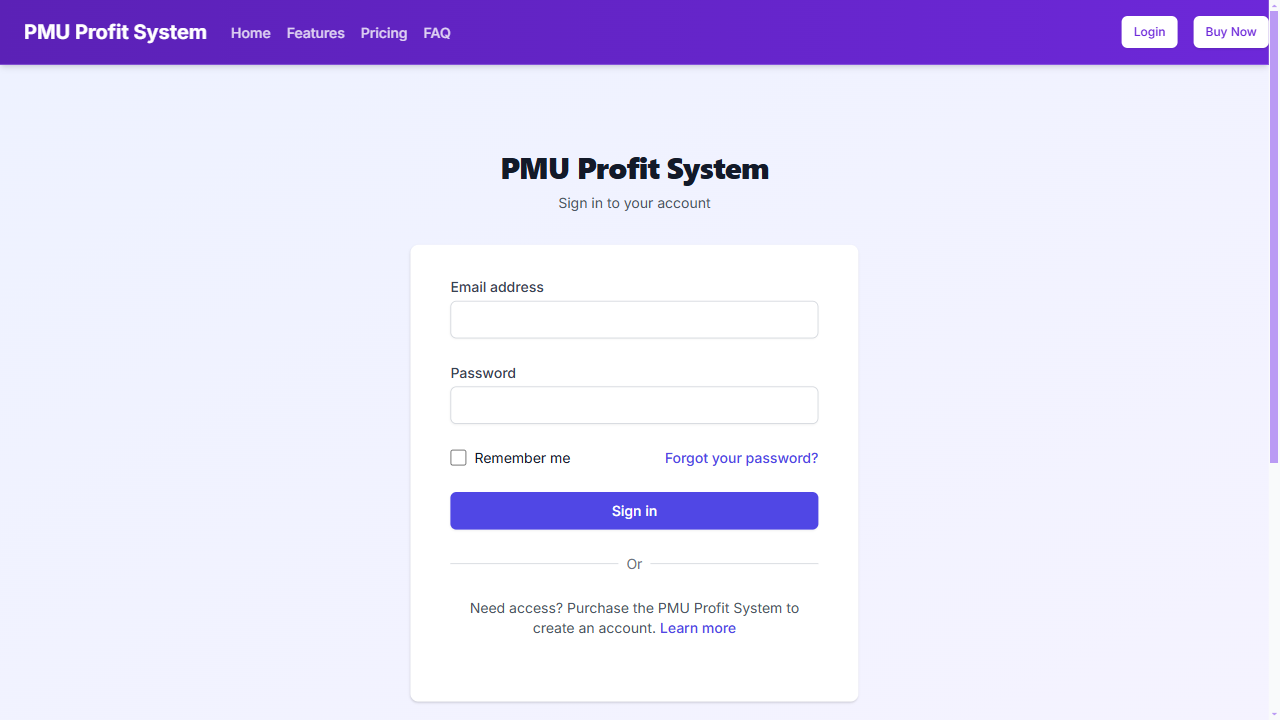 PMU Profit System Home Features Pricing FAQ Login Buy Now
PMU Profit System
Sign in to your account
Email address
Password
Remember me Forgot your password?
Sign in
Or
Need access? Purchase the PMU Profit System to
create an account. Learn more